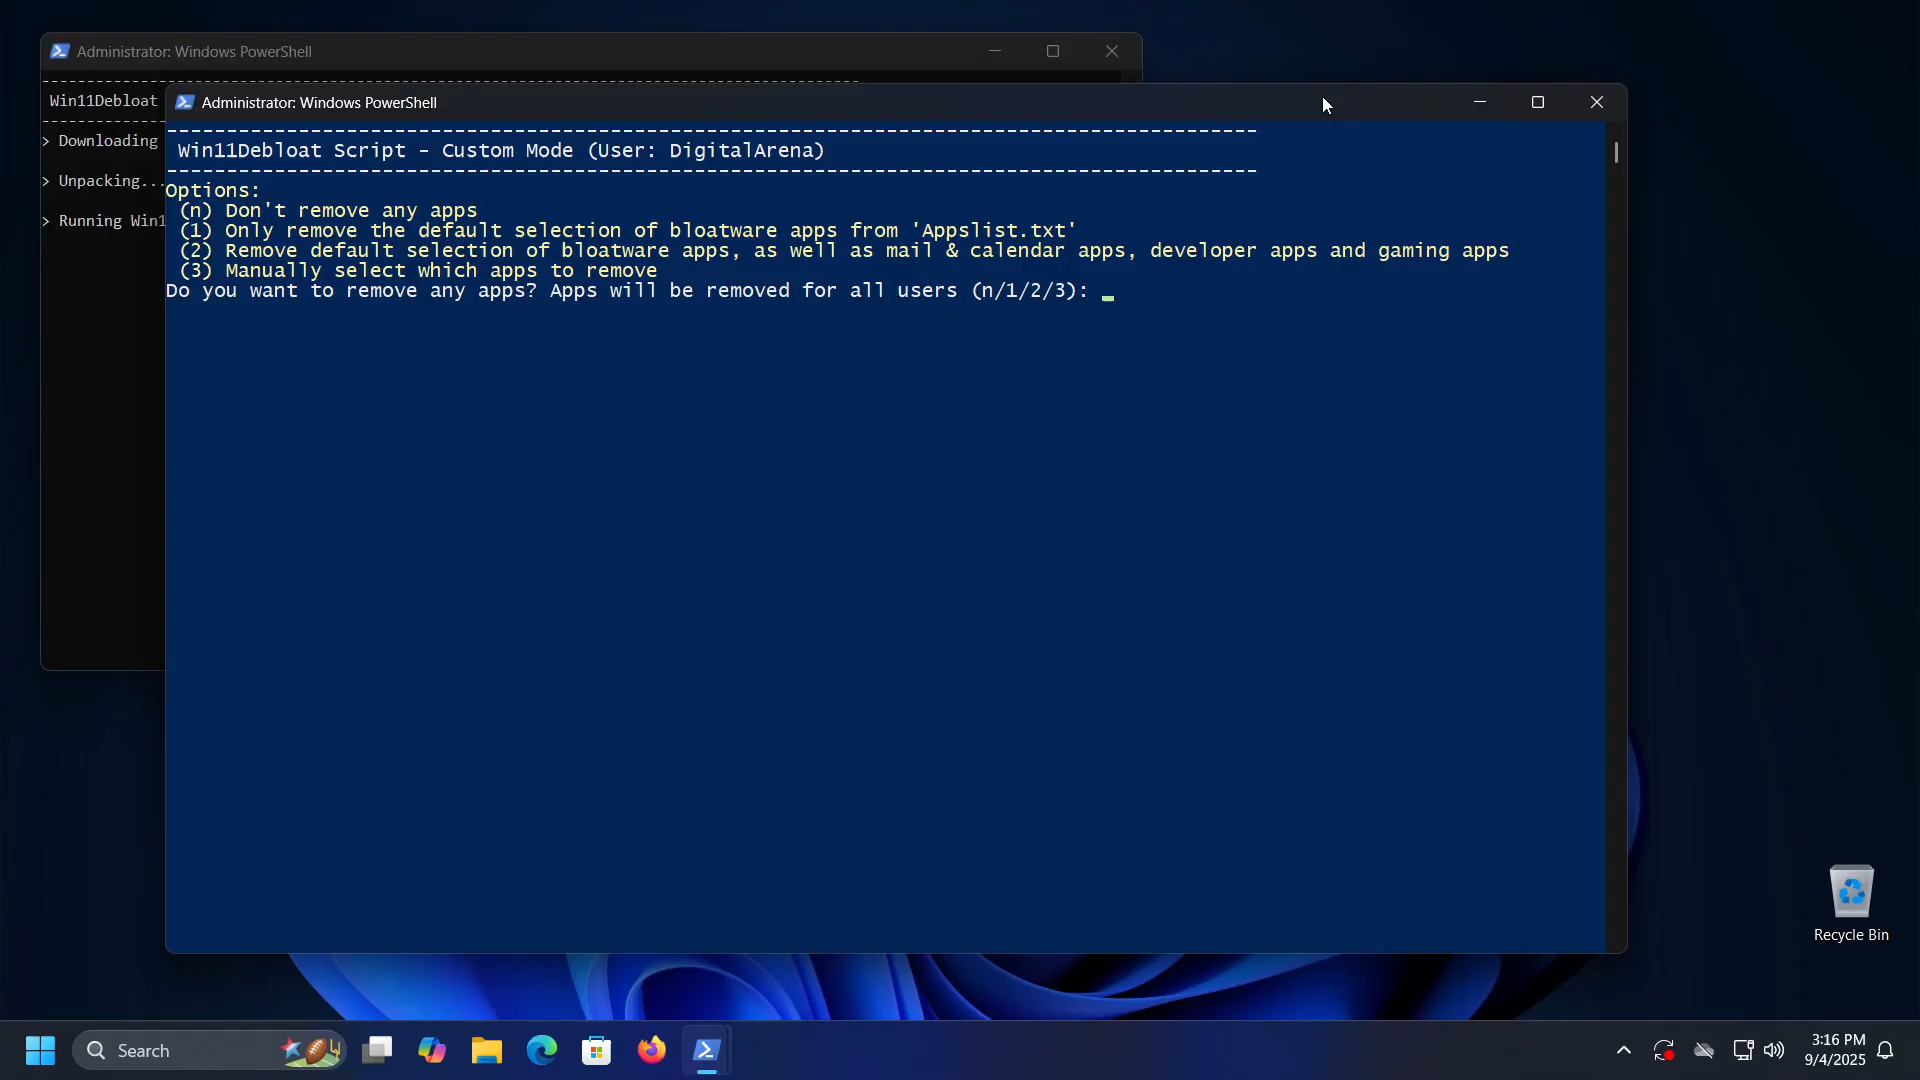 Administrator: Windows PowerShell
--------------------------------------------------------------------------------------------
Win11Debloat
> Downloading
> Unpacking...
> Running Win1
Administrator: Windows PowerShell
-------------------------------------------------------------------------------------------
Win11Debloat Script - Custom Mode (User: DigitalArena)
-------------------------------------------------------------------------------------------
Options:
(n) Don't remove any apps
(1) Only remove the default selection of bloatware apps from 'Appslist.txt'
(2) Remove default selection of bloatware apps, as well as mail & calendar apps, developer apps and gaming apps
(3) Manually select which apps to remove
Do you want to remove any apps? Apps will be removed for all users (n/1/2/3):
Recycle Bin
Search
3:16 PM
9/4/2025